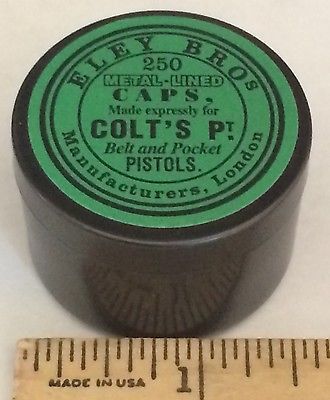 ELEY BROS
250
METAL-LINED
CAPS,
Made expressly for
COLT'S PT.
Belt and Pocket
PISTOLS.
Manufacturers, London
MADE IN USA
1